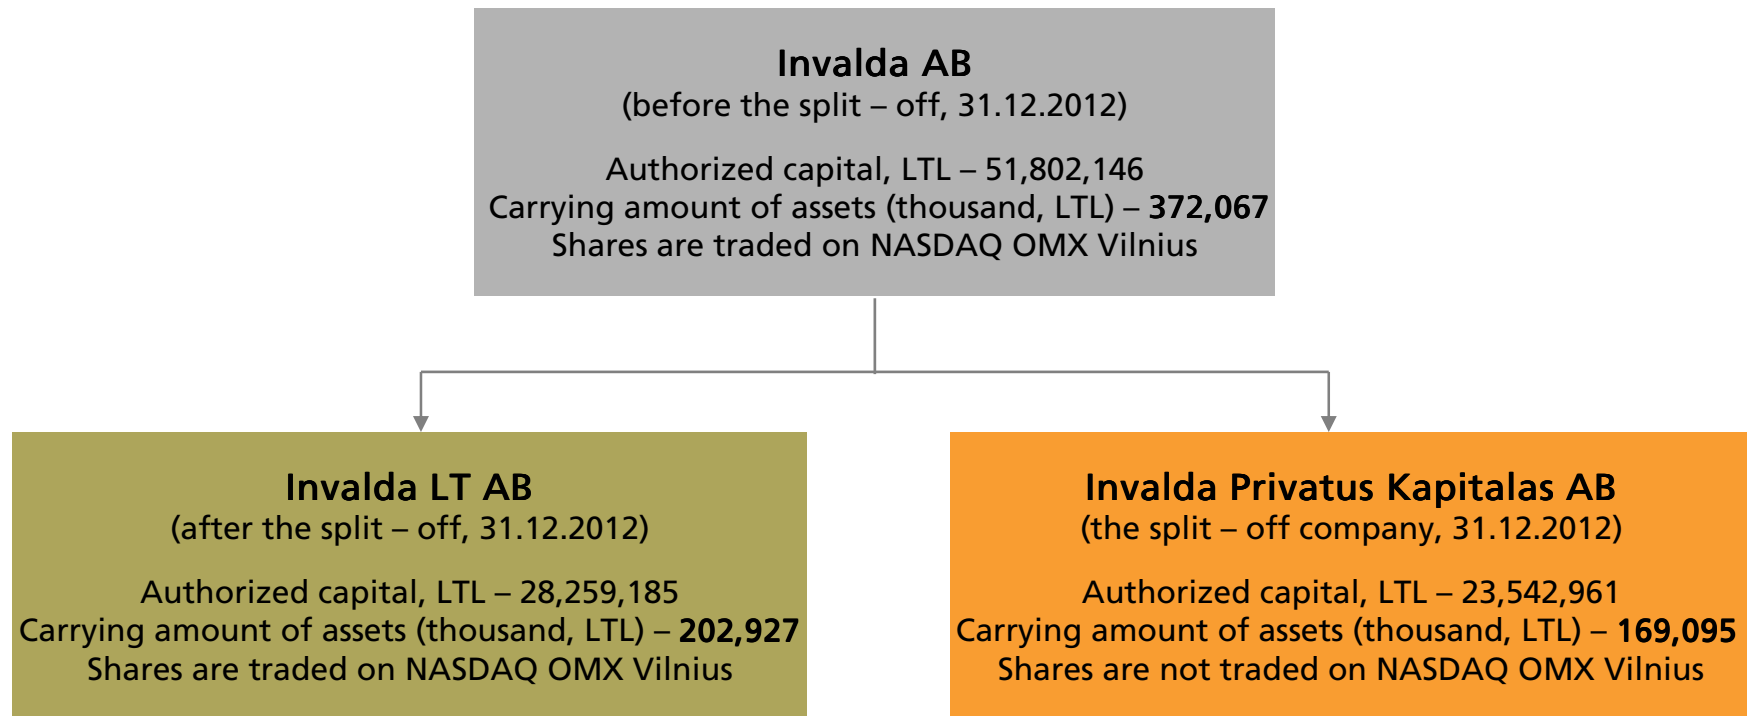 Invalda AB
(before the split – off, 31.12.2012)
Authorized capital, LTL – 51,802,146
Carrying amount of assets (thousand, LTL) – 372,067
Shares are traded on NASDAQ OMX Vilnius
Invalda LT AB
(after the split – off, 31.12.2012)
Authorized capital, LTL – 28,259,185
Carrying amount of assets (thousand, LTL) – 202,927
Shares are traded on NASDAQ OMX Vilnius
Invalda Privatus Kapitalas AB
(the split – off company, 31.12.2012)
Authorized capital, LTL – 23,542,961
Carrying amount of assets (thousand, LTL) – 169,095
Shares are not traded on NASDAQ OMX Vilnius